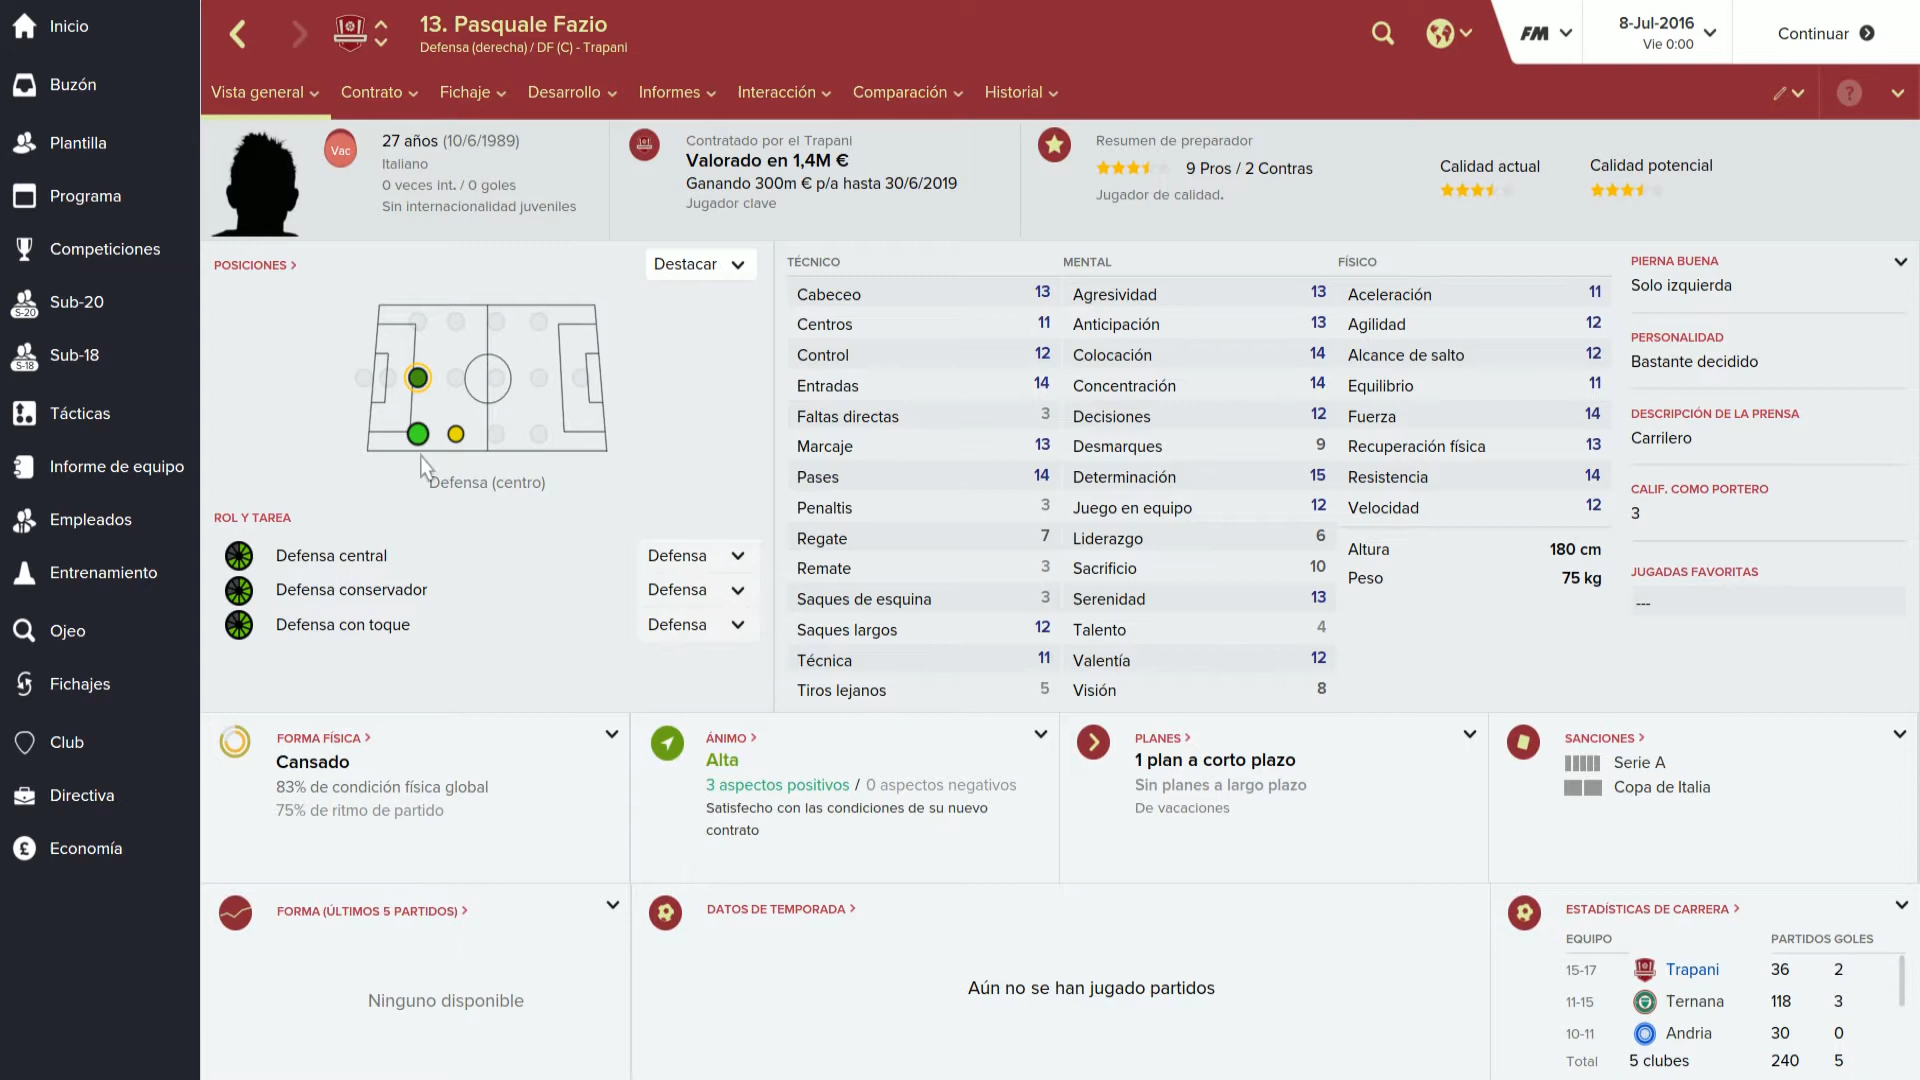 Inicio
Buzón
Plantilla
Programa
Competiciones
S-20
Sub-20
S-18
Sub-18
Tácticas
Informe de equipo
Empleados
Entrenamiento
Ojeo
Fichajes
Club
Directiva
£
Economía
13. Pasquale Fazio
Defensa (derecha) / DF (C) - Trapani
FM
8-Jul-2016
Vie 0:00
Continuar
Vista general
Contrato
Fichaje
Desarrollo
Informes
Interacción
Comparación
Historial
?
Vac
27 años (10/6/1989)
Italiano
0 veces int. / 0 goles
Sin internacionalidad juveniles
Contratado por el Trapani
Valorado en 1,4M €
Ganando 300m € p/a hasta 30/6/2019
Jugador clave
Resumen de preparador
9 Pros / 2 Contras
Jugador de calidad.
Calidad actual
Calidad potencial
POSICIONES >
Destacar
Defensa (centro)
ROL Y TAREA
Defensa central Defensa
Defensa conservador Defensa
Defensa con toque Defensa
TÉCNICO
Cabeceo 13
Centros 11
Control 12
Entradas 14
Faltas directas 3
Marcaje 13
Pases 14
Penaltis 3
Regate 7
Remate 3
Saques de esquina 3
Saques largos 12
Técnica 11
Tiros lejanos 5
MENTAL
Agresividad 13
Anticipación 13
Colocación 14
Concentración 14
Decisiones 12
Desmarques 9
Determinación 15
Juego en equipo 12
Liderazgo 6
Sacrificio 10
Serenidad 13
Talento 4
Valentía 12
Visión 8
FÍSICO
Aceleración 11
Agilidad 12
Alcance de salto 12
Equilibrio 11
Fuerza 14
Recuperación física 13
Resistencia 14
Velocidad 12
Altura 180 cm
Peso 75 kg
PIERNA BUENA
Solo izquierda
PERSONALIDAD
Bastante decidido
DESCRIPCIÓN DE LA PRENSA
Carrilero
CALIF. COMO PORTERO
3
JUGADAS FAVORITAS
---
FORMA FÍSICA >
Cansado
83% de condición física global
75% de ritmo de partido
ÁNIMO >
Alta
3 aspectos positivos / 0 aspectos negativos
Satisfecho con las condiciones de su nuevo
contrato
PLANES >
1 plan a corto plazo
Sin planes a largo plazo
De vacaciones
SANCIONES >
Serie A
Copa de Italia
FORMA (ÚLTIMOS 5 PARTIDOS) >
Ninguno disponible
DATOS DE TEMPORADA >
Aún no se han jugado partidos
ESTADÍSTICAS DE CARRERA >
EQUIPO PARTIDOS GOLES
15-17 Trapani 36 2
11-15 Ternana 118 3
10-11 Andria 30 0
Total 5 clubes 240 5